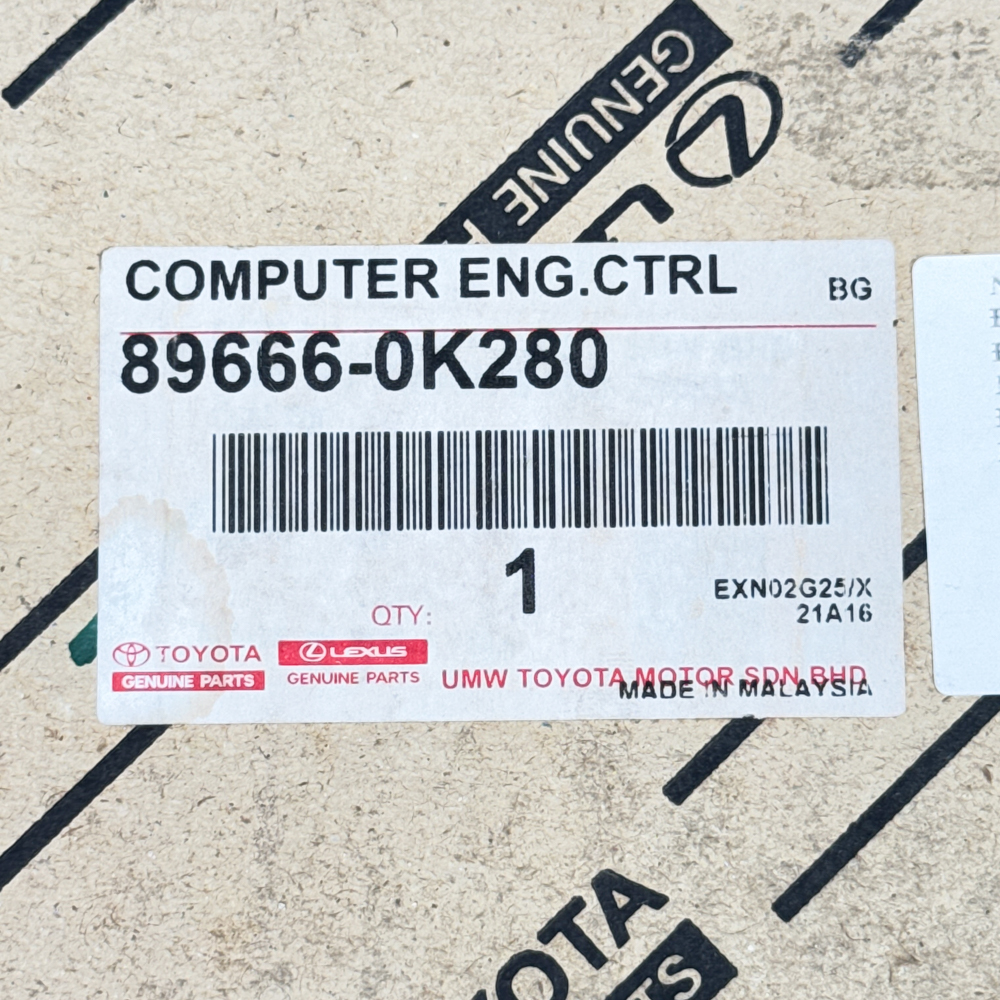 GENUINE
COMPUTER ENG.CTRL
BG
89666-0K280
1
QTY:
EXN02G25/X
21A16
TOYOTA
GENUINE PARTS
LEXUS
GENUINE PARTS
UMW TOYOTA MOTOR SDN BHD
MADE IN MALAYSIA